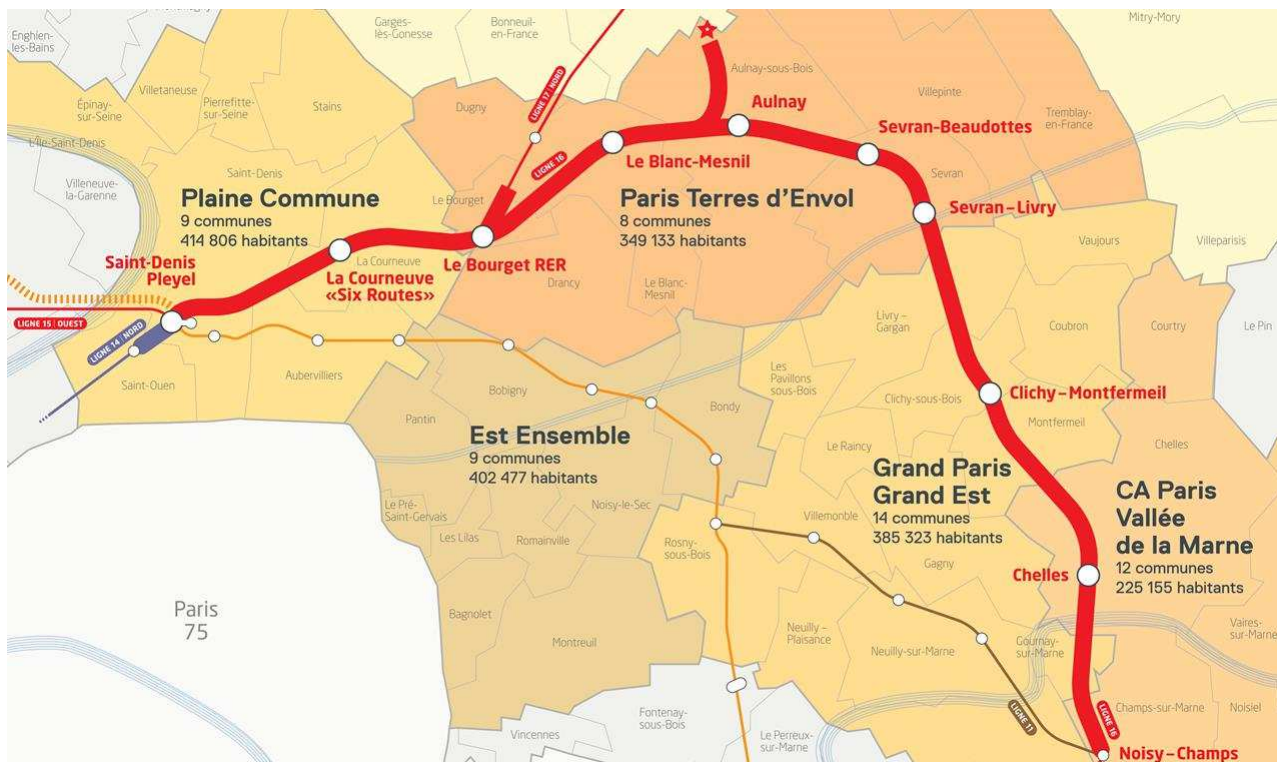 Enghien-
les-Bains
Garges-
lès-Gonesse
Bonneuil-
en-France
Mitry-Mory
Villetaneuse
Épinay-
sur-Seine
Pierrefitte-
sur-Seine
Stains
Dugny
LIGNE 17 | NORD
Aulnay-sous-Bois
Villepinte
Tremblay-
en-France
L'Île-Saint-Denis
Villeneuve-
la-Garenne
Saint-Denis
Le Bourget
LIGNE 16
Aulnay
Le Blanc-Mesnil
Sevran-Beaudottes
Sevran
Sevran–Livry
Plaine Commune
9 communes
414 806 habitants
Paris Terres d'Envol
8 communes
349 133 habitants
Saint-Denis
Pleyel
La Courneuve
La Courneuve
«Six Routes»
Le Bourget RER
Drancy
Le Blanc-
Mesnil
Vaujours
Villeparisis
LIGNE 15 | OUEST
LIGNE 14 | NORD
Saint-Ouen
Aubervilliers
Livry –
Gargan
Coubron
Courtry
Le Pin
Pantin
Bobigny
Bondy
Les
Pavillons
sous-Bois
Clichy-sous-Bois
Clichy–Montfermeil
Montfermeil
Est Ensemble
9 communes
402 477 habitants
Le Raincy
Chelles
Grand Paris
Grand Est
14 communes
385 323 habitants
CA Paris
Vallée
de la Marne
12 communes
225 155 habitants
Le Pré-
Saint-Gervais
Les Lilas
Romainville
Noisy-le-Sec
Rosny-
sous-Bois
Villemonble
Gagny
Chelles
Paris
75
Bagnolet
Montreuil
Neuilly –
Plaisance
Neuilly-sur-Marne
Gournay-
sur-Marne
Vaires-
sur-Marne
Fontenay-
sous-Bois
Vincennes
Le Perreux-
sur-Marne
LIGNE 11
LIGNE 16
Champs-sur-Marne
Noisiel
Noisy–Champs